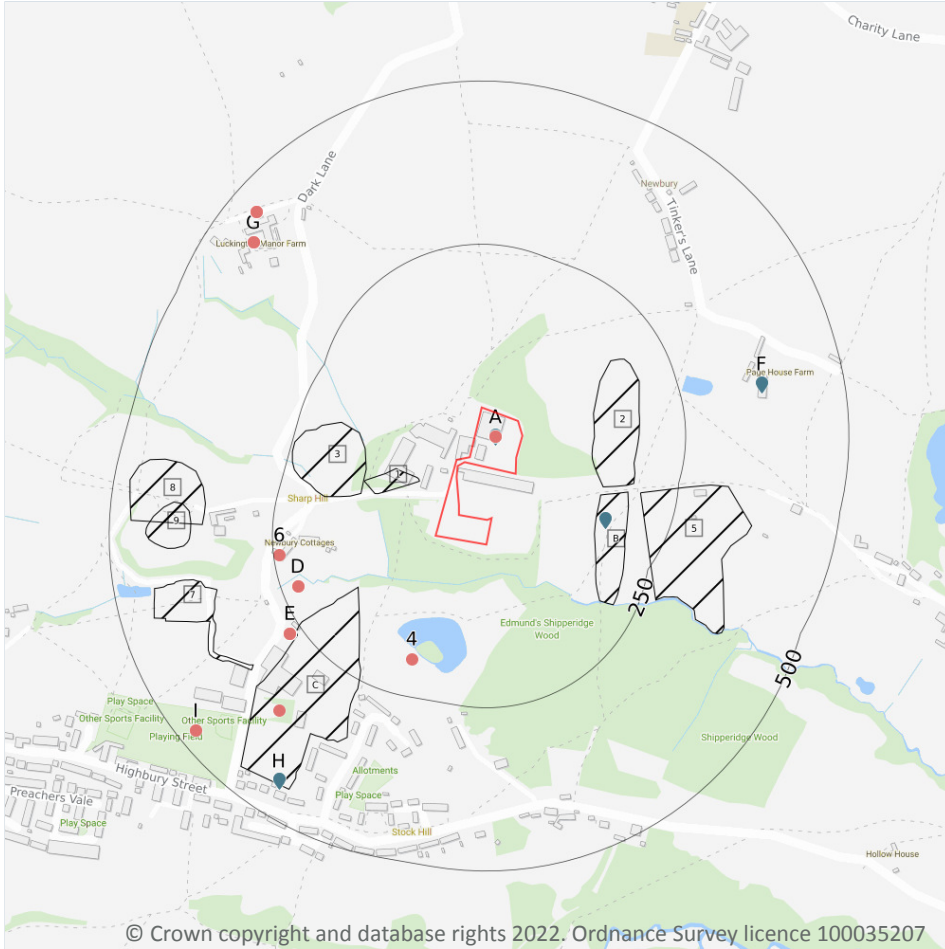 Charity Lane
Newbury
Dark Lane
Tinker's Lane
G
Luckington Manor Farm
F
Page House Farm
A
2
3
1
8
Sharp Hill
9
5
B
6
Newbury Cottages
D
7
250
E
Edmund's Shipperidge
Wood
4
500
C
Play Space
I
Other Sports Facility
Other Sports Facility
Playing Field
Shipperidge Wood
H
Highbury Street
Allotments
Preachers Vale
Play Space
Play Space
Stock Hill
Hollow House
© Crown copyright and database rights 2022. Ordnance Survey licence 100035207